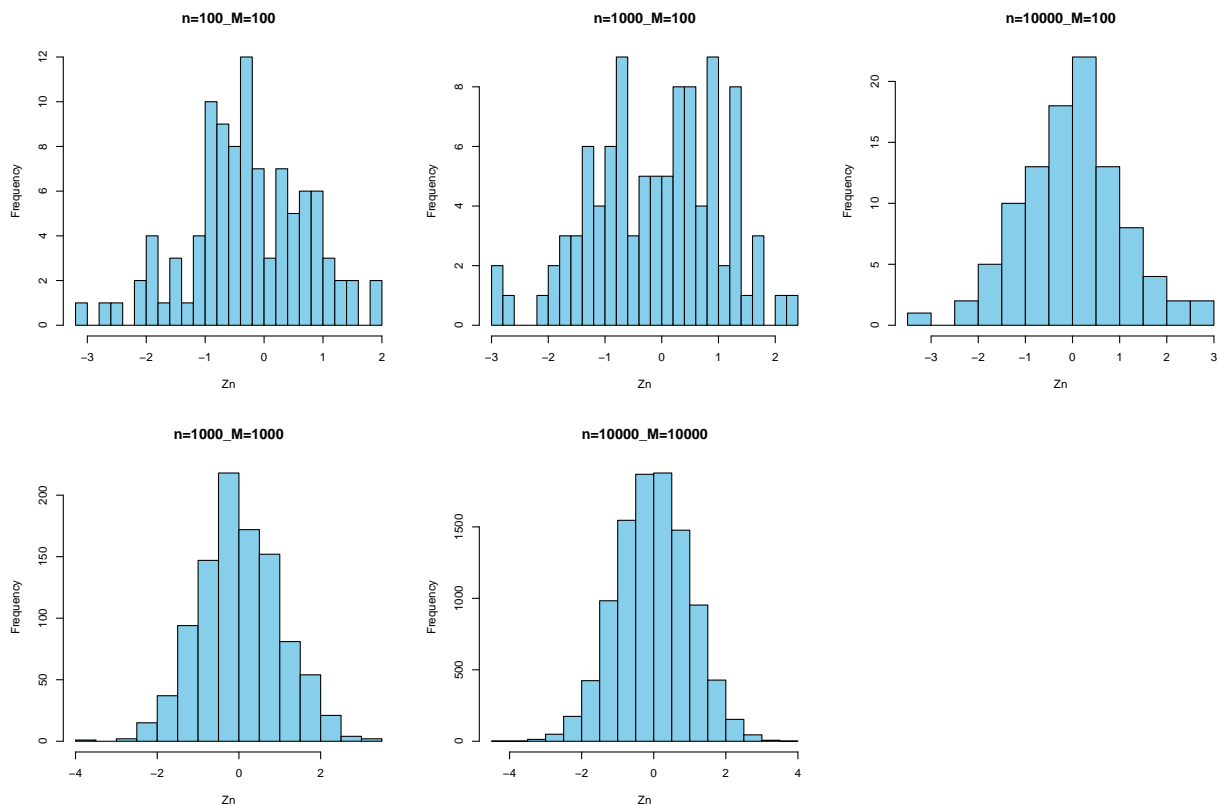 n=100_M=100
Frequency
0 2 4 6 8 10 12
−3 −2 −1 0 1 2
Zn
n=1000_M=100
Frequency
0 2 4 6 8
−3 −2 −1 0 1 2
Zn
n=10000_M=100
Frequency
0 5 10 15 20
−3 −2 −1 0 1 2 3
Zn
n=1000_M=1000
Frequency
0 50 100 150 200
−4 −2 0 2
Zn
n=10000_M=10000
Frequency
0 500 1000 1500
−4 −2 0 2 4
Zn